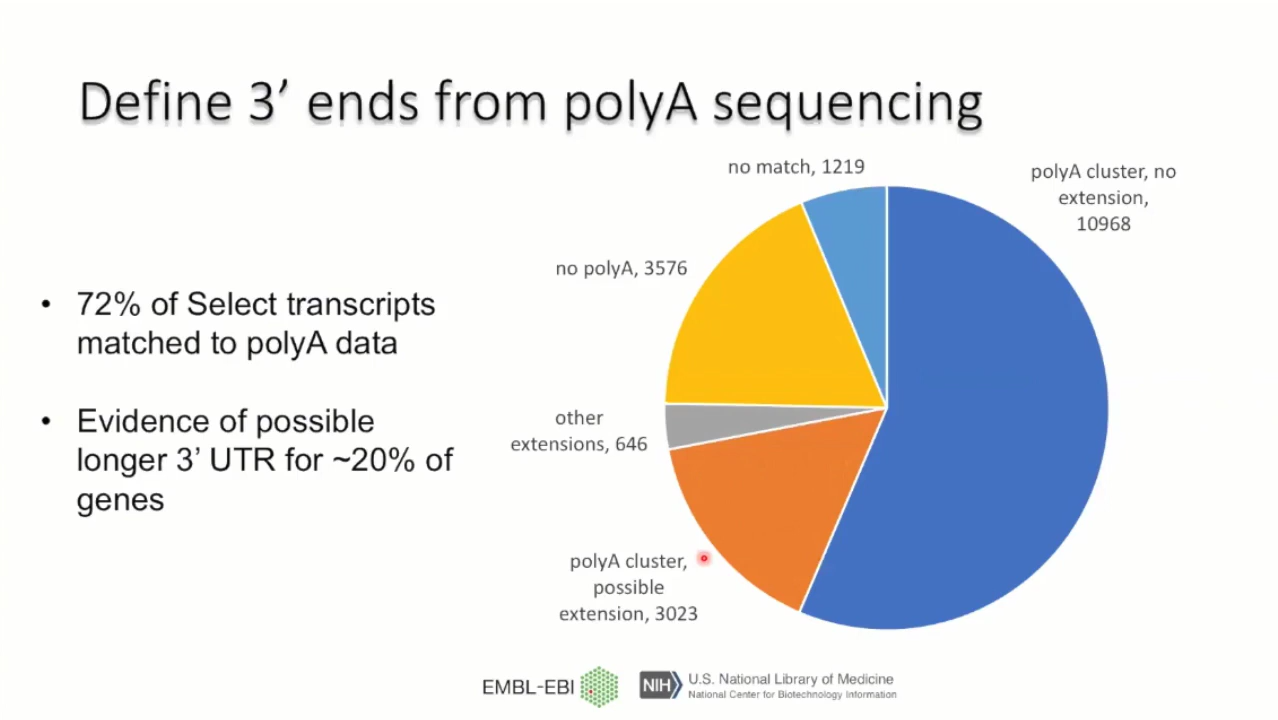 Define 3’ ends from polyA sequencing
• 72% of Select transcripts
matched to polyA data
• Evidence of possible
longer 3’ UTR for ~20% of
genes
no match, 1219
polyA cluster, no
extension,
10968
no polyA, 3576
other
extensions, 646
polyA cluster,
possible
extension, 3023
EMBL-EBI
NIH
U.S. National Library of Medicine
National Center for Biotechnology Information